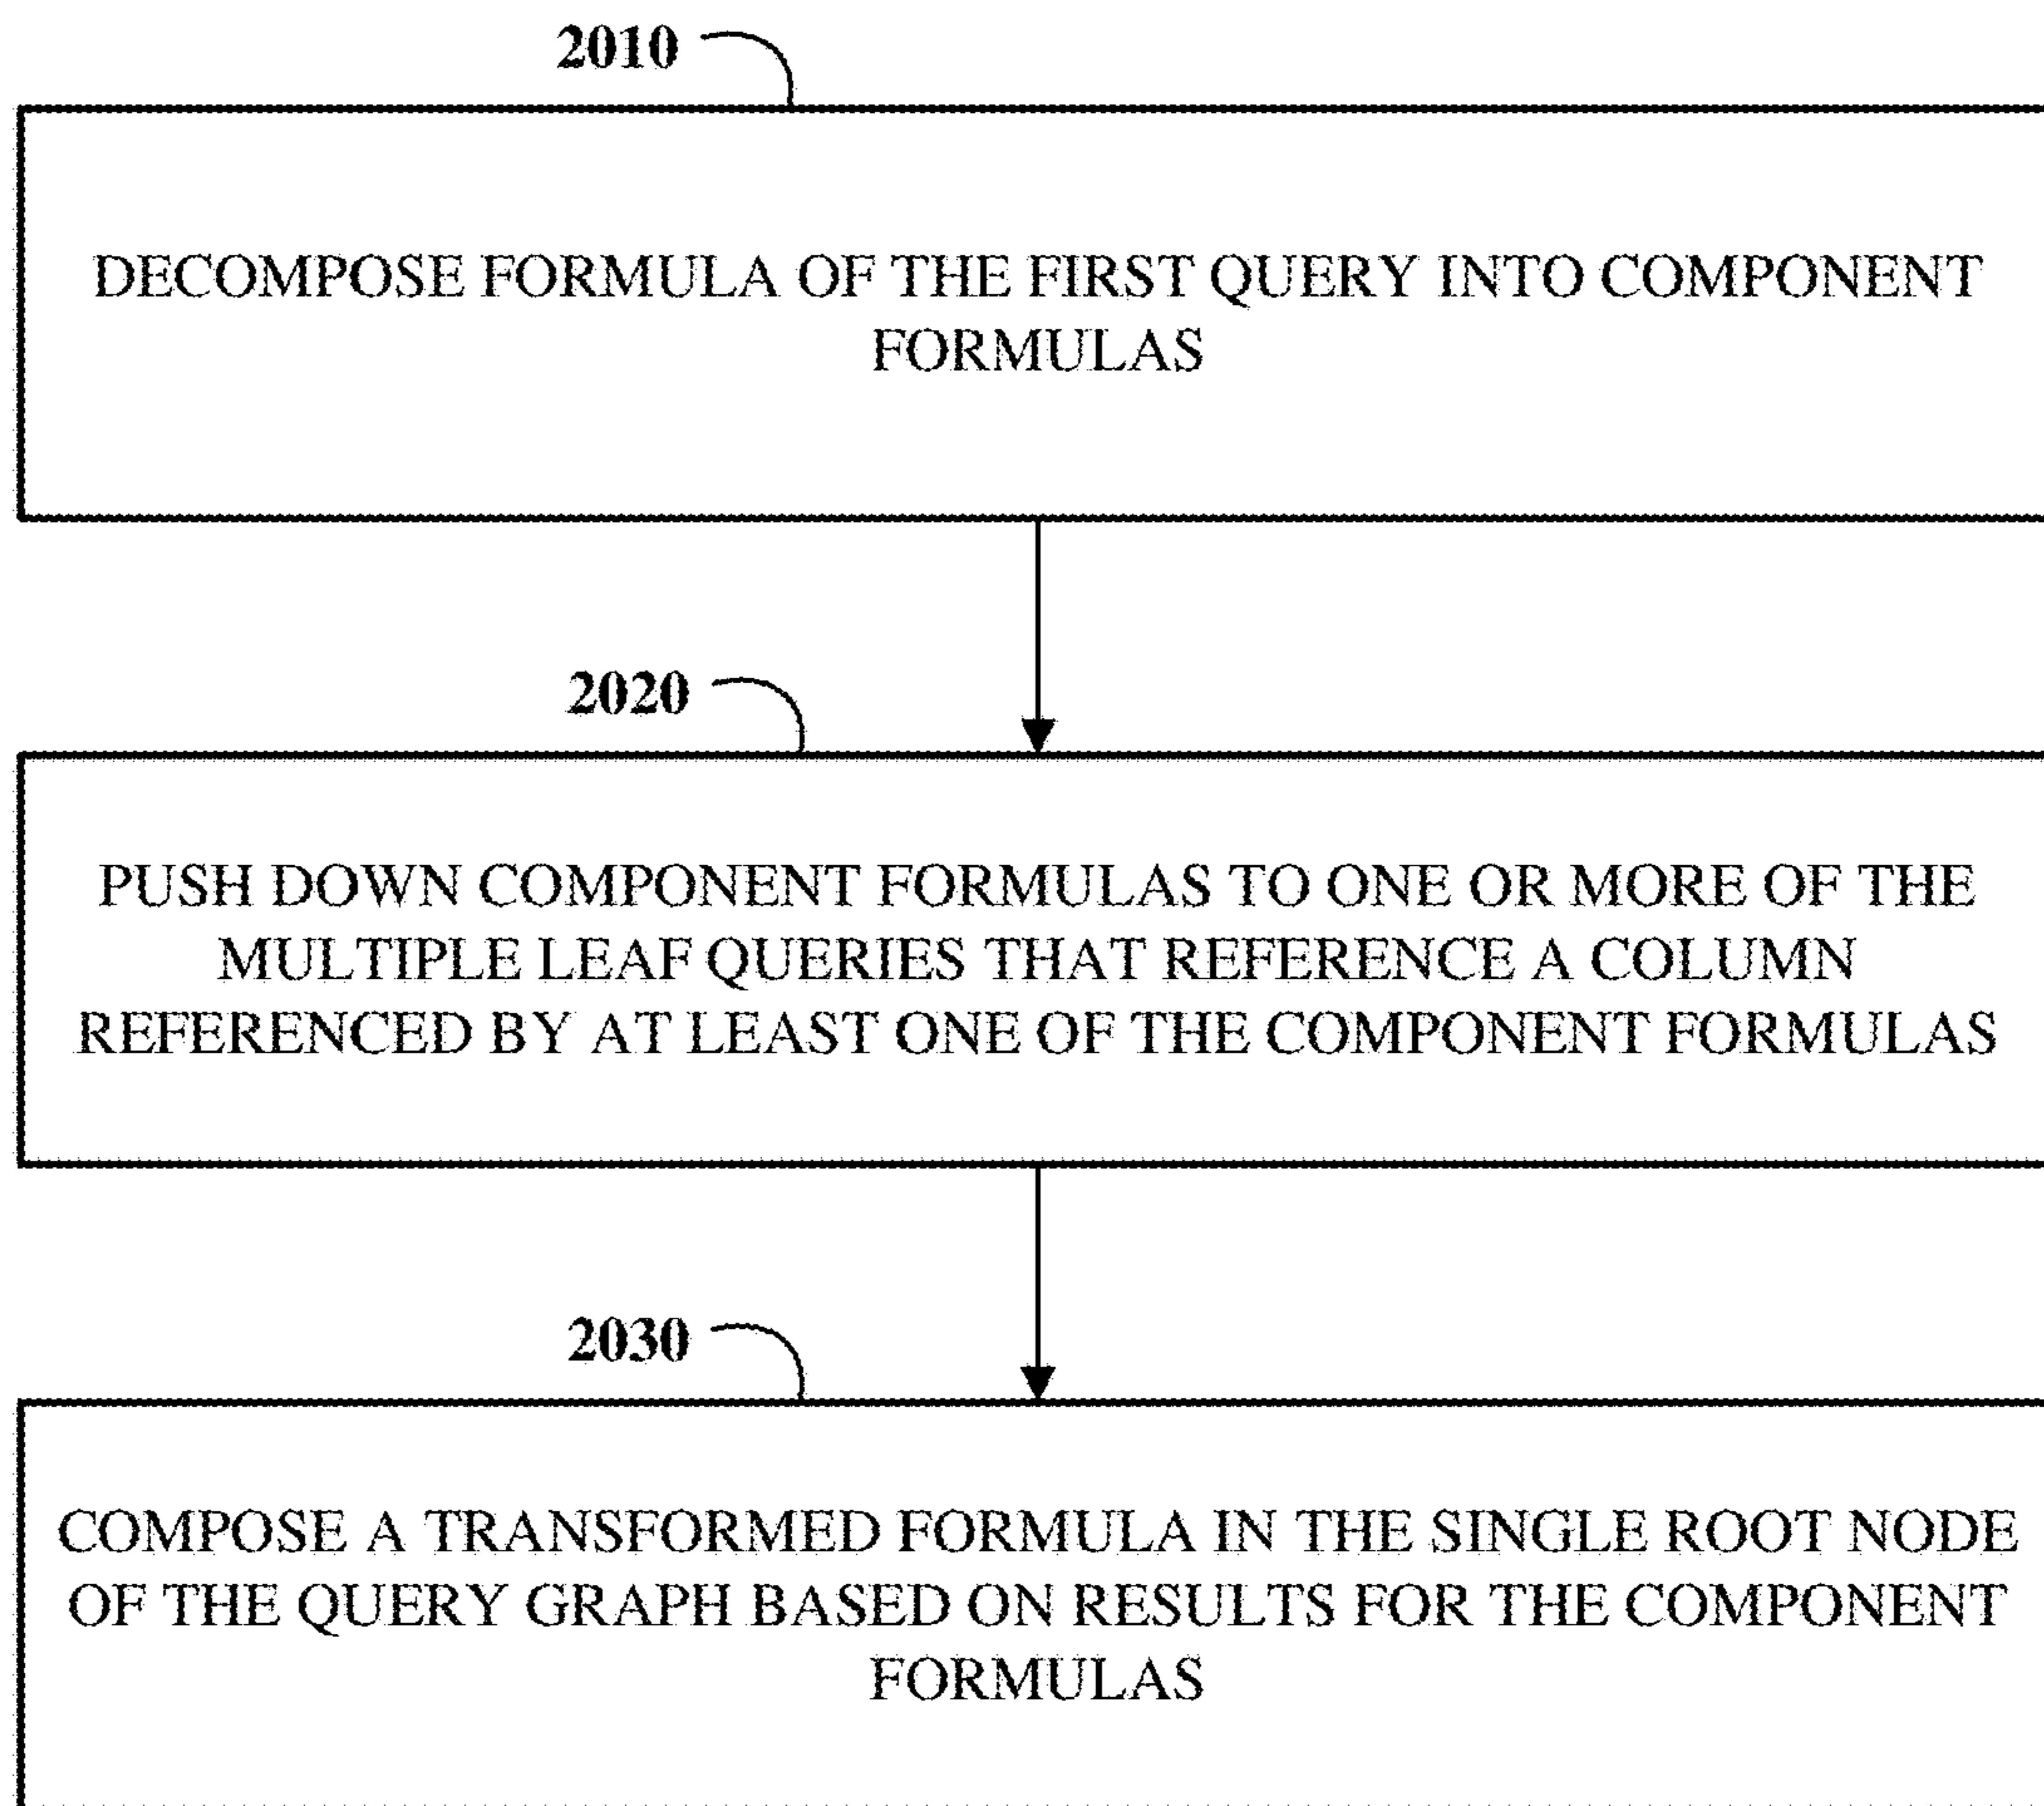 2010
DECOMPOSE FORMULA OF THE FIRST QUERY INTO COMPONENT
FORMULAS
2020
PUSH DOWN COMPONENT FORMULAS TO ONE OR MORE OF THE
MULTIPLE LEAF QUERIES THAT REFERENCE A COLUMN
REFERENCED BY AT LEAST ONE OF THE COMPONENT FORMULAS
2030
COMPOSE A TRANSFORMED FORMULA IN THE SINGLE ROOT NODE
OF THE QUERY GRAPH BASED ON RESULTS FOR THE COMPONENT
FORMULAS